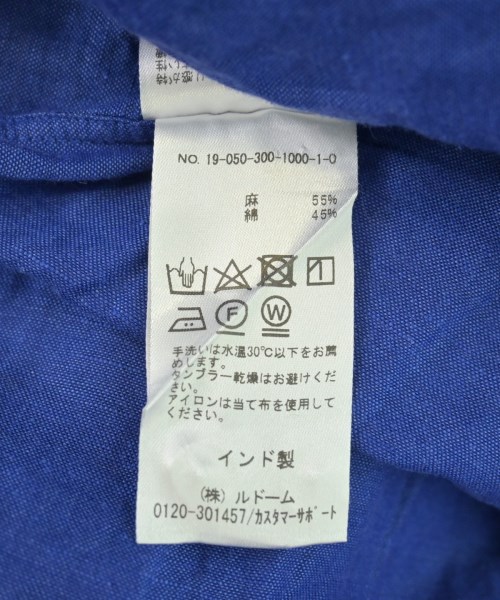 NO. 19-050-300-1000-1-0
麻 55%
綿 45%
F W
手洗いは水温30℃以下をお薦
めします。
タンブラー乾燥はお避けくだ
さい。
アイロンは当て布を使用して
ください。
インド製
(株) ルドーム
0120-301457/カスタマーサポート